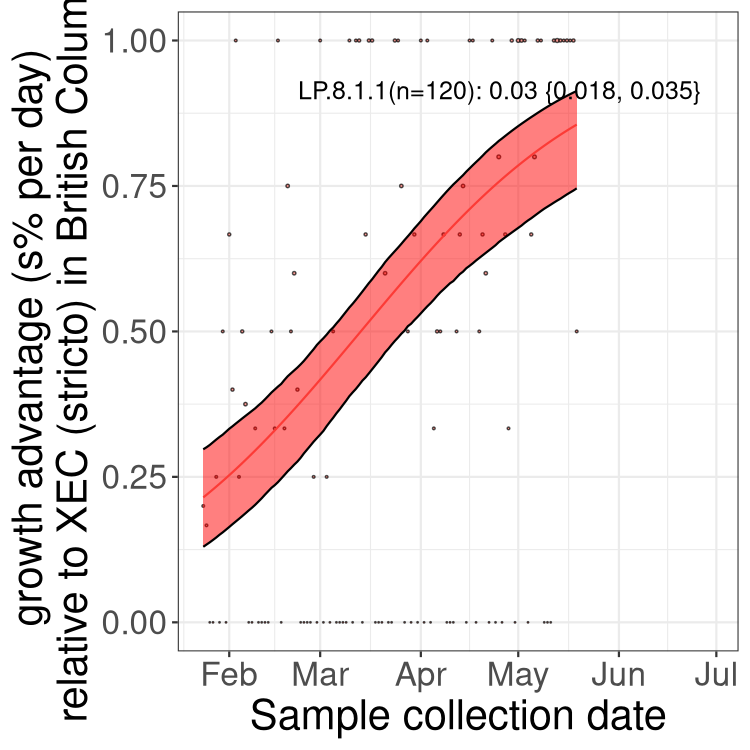 growth advantage (s% per day)
relative to XEC (stricto) in British Colum
1.00
0.75
0.50
0.25
0.00
LP.8.1.1(n=120): 0.03 {0.018, 0.035}
Feb Mar Apr May Jun Jul
Sample collection date